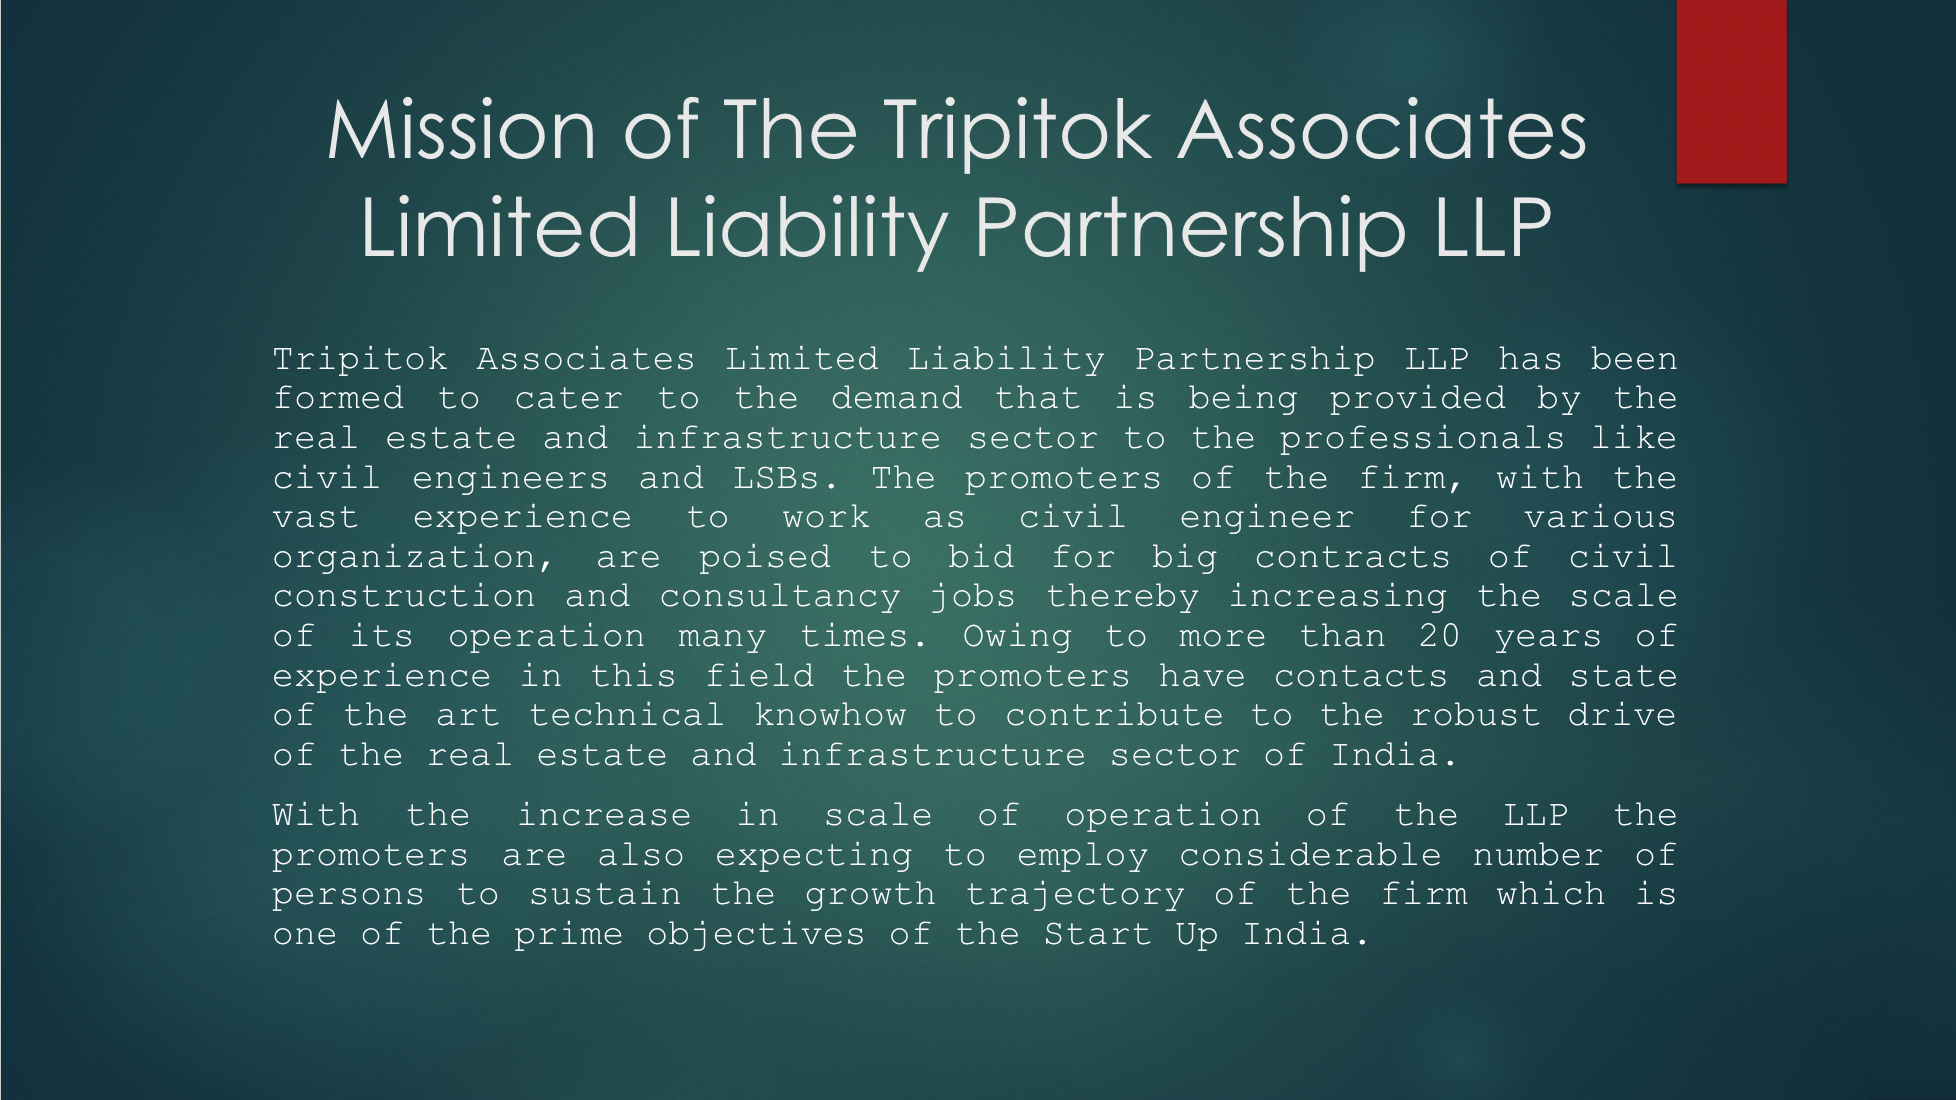 Mission of The Tripitok Associates
Limited Liability Partnership LLP
Tripitok Associates Limited Liability Partnership LLP has been
formed to cater to the demand that is being provided by the
real estate and infrastructure sector to the professionals like
civil engineers and LSBs. The promoters of the firm, with the
vast experience to work as civil engineer for various
organization, are poised to bid for big contracts of civil
construction and consultancy jobs thereby increasing the scale
of its operation many times. Owing to more than 20 years of
experience in this field the promoters have contacts and state
of the art technical knowhow to contribute to the robust drive
of the real estate and infrastructure sector of India.
With the increase in scale of operation of the LLP the
promoters are also expecting to employ considerable number of
persons to sustain the growth trajectory of the firm which is
one of the prime objectives of the Start Up India.